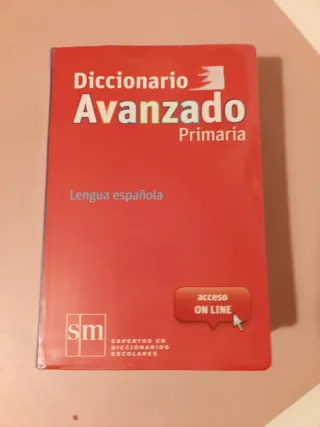 Diccionario
Avanzado
Primaria
Lengua española
acceso
ON LINE
sm
EXPERTOS EN
DICCIONARIOS
ESCOLARES